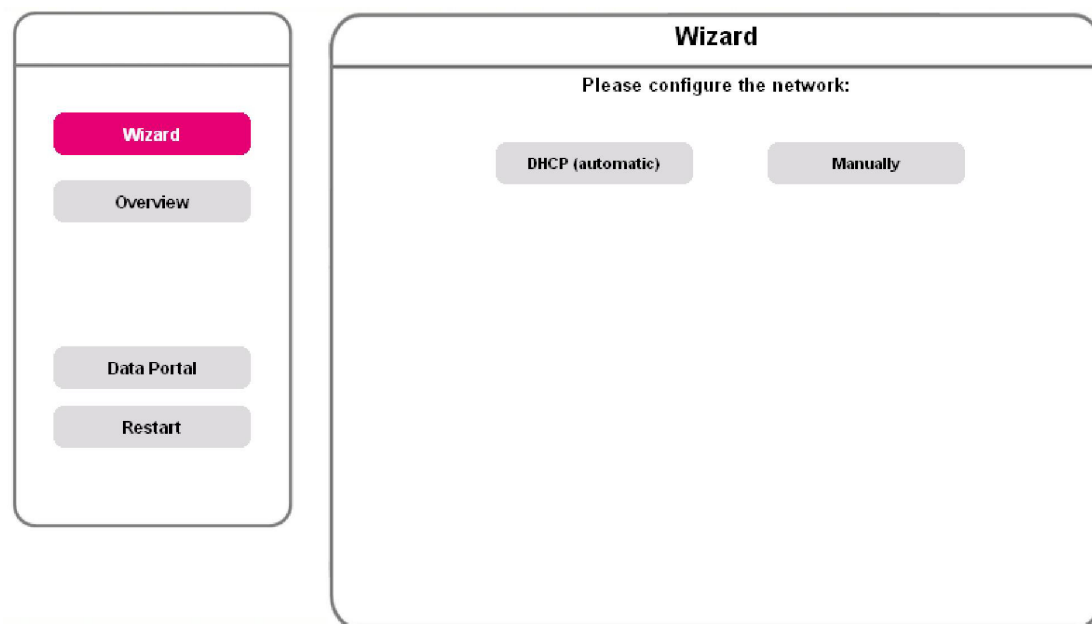 Wizard
Overview
Data Portal
Restart
Wizard
Please configure the network:
DHCP (automatic)
Manually